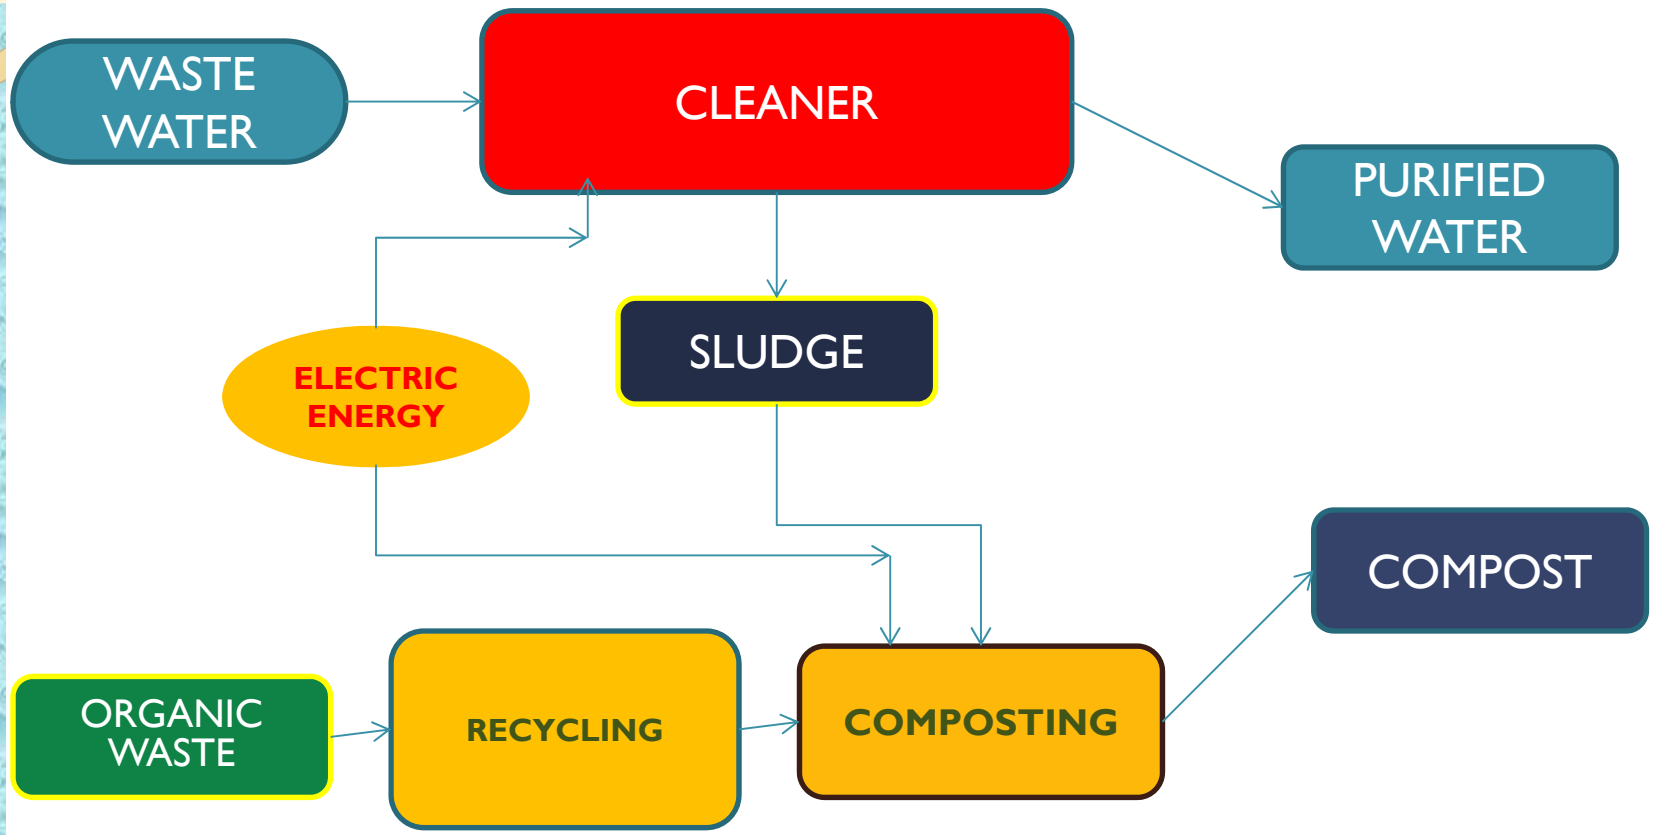 WASTE
WATER
CLEANER
PURIFIED
WATER
SLUDGE
ELECTRIC
ENERGY
COMPOST
ORGANIC
WASTE
RECYCLING
COMPOSTING